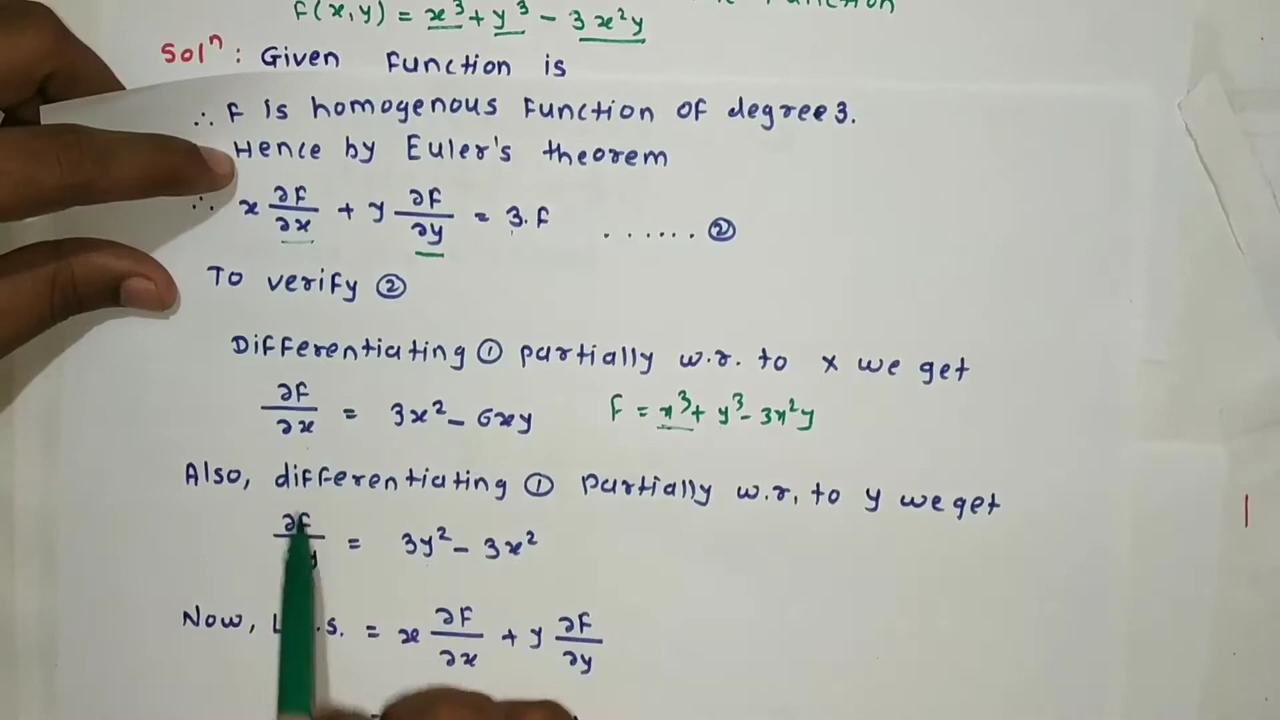 Function
F(x,y) = x³ + y³ - 3x²y
Solⁿ: Given Function is
∴ F is homogenous Function OF degree 3.
Hence by Euler's theorem
∴ x ∂F/∂x + y ∂F/∂y = 3.F ...... ②
To verify ②
Differentiating ① partially w.r. to x we get
∂F/∂x = 3x² - 6xy F = x³ + y³ - 3x²y
Also, differentiating ① partially w.r. to y we get
∂F/∂y = 3y² - 3x²
Now, L.H.S. = x ∂F/∂x + y ∂F/∂y